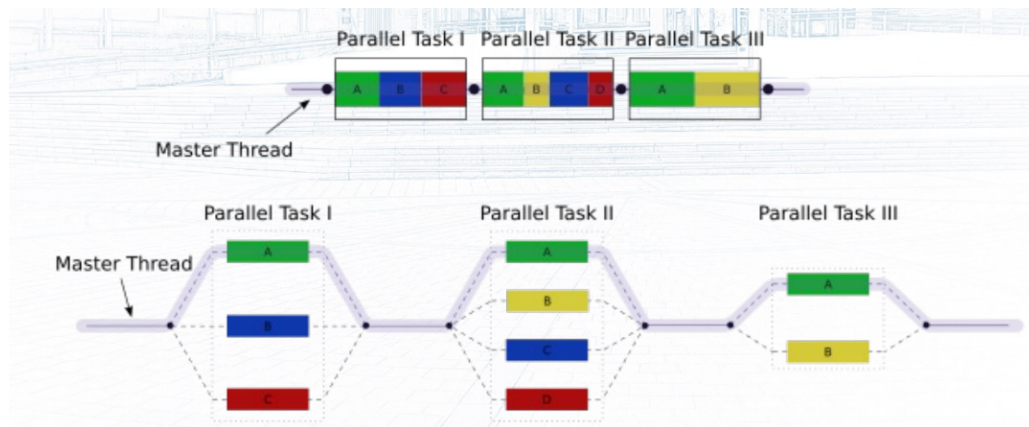 Parallel Task I Parallel Task II Parallel Task III
A B C A B C D A B
Master Thread
Parallel Task I Parallel Task II Parallel Task III
A A
Master Thread A
B
B
C B
C D